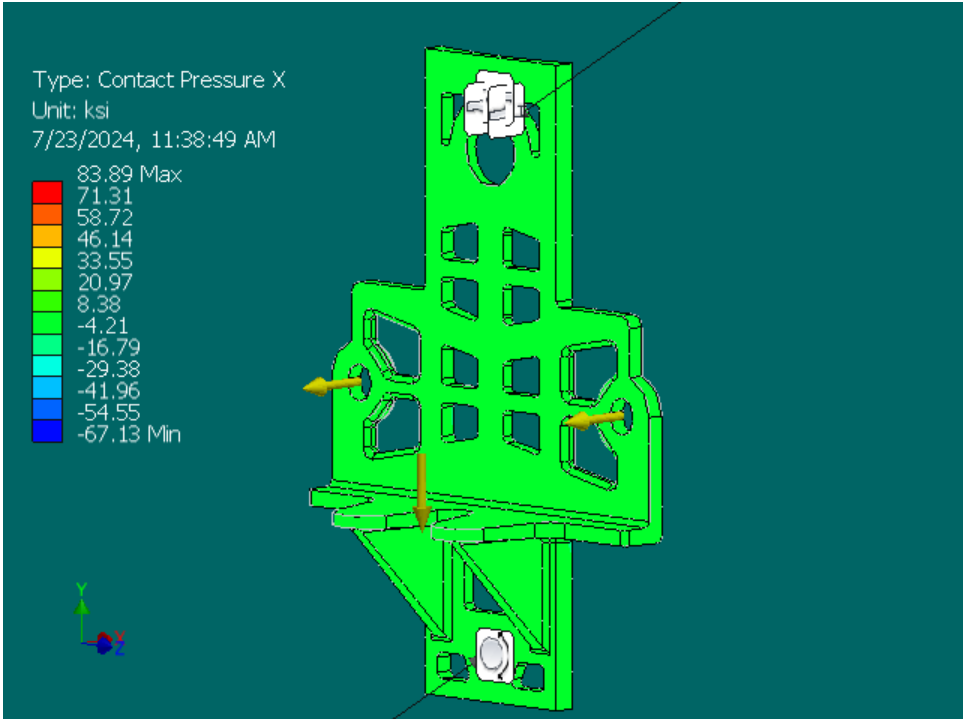 Type: Contact Pressure X
Unit: ksi
7/23/2024, 11:38:49 AM
83.89 Max
71.31
58.72
46.14
33.55
20.97
8.38
-4.21
-16.79
-29.38
-41.96
-54.55
-67.13 Min
Y
X
Z